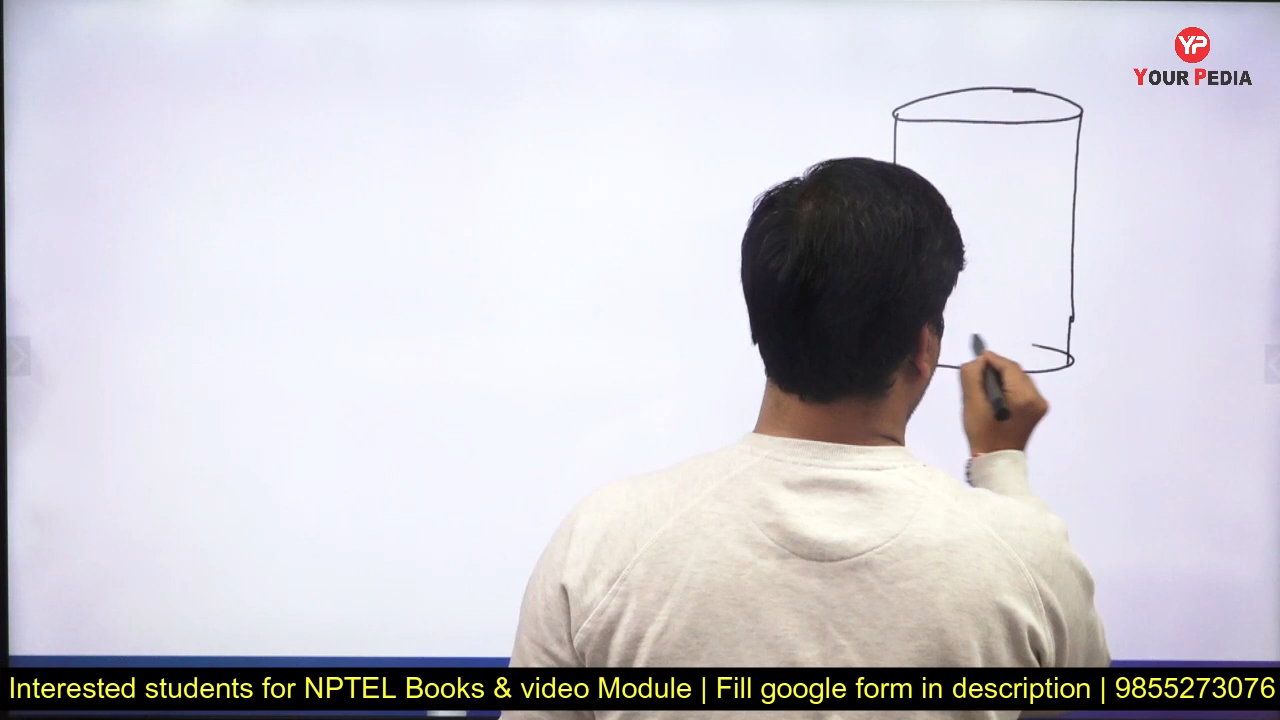 YP
YOUR PEDIA
Interested students for NPTEL Books & video Module | Fill google form in description | 9855273076